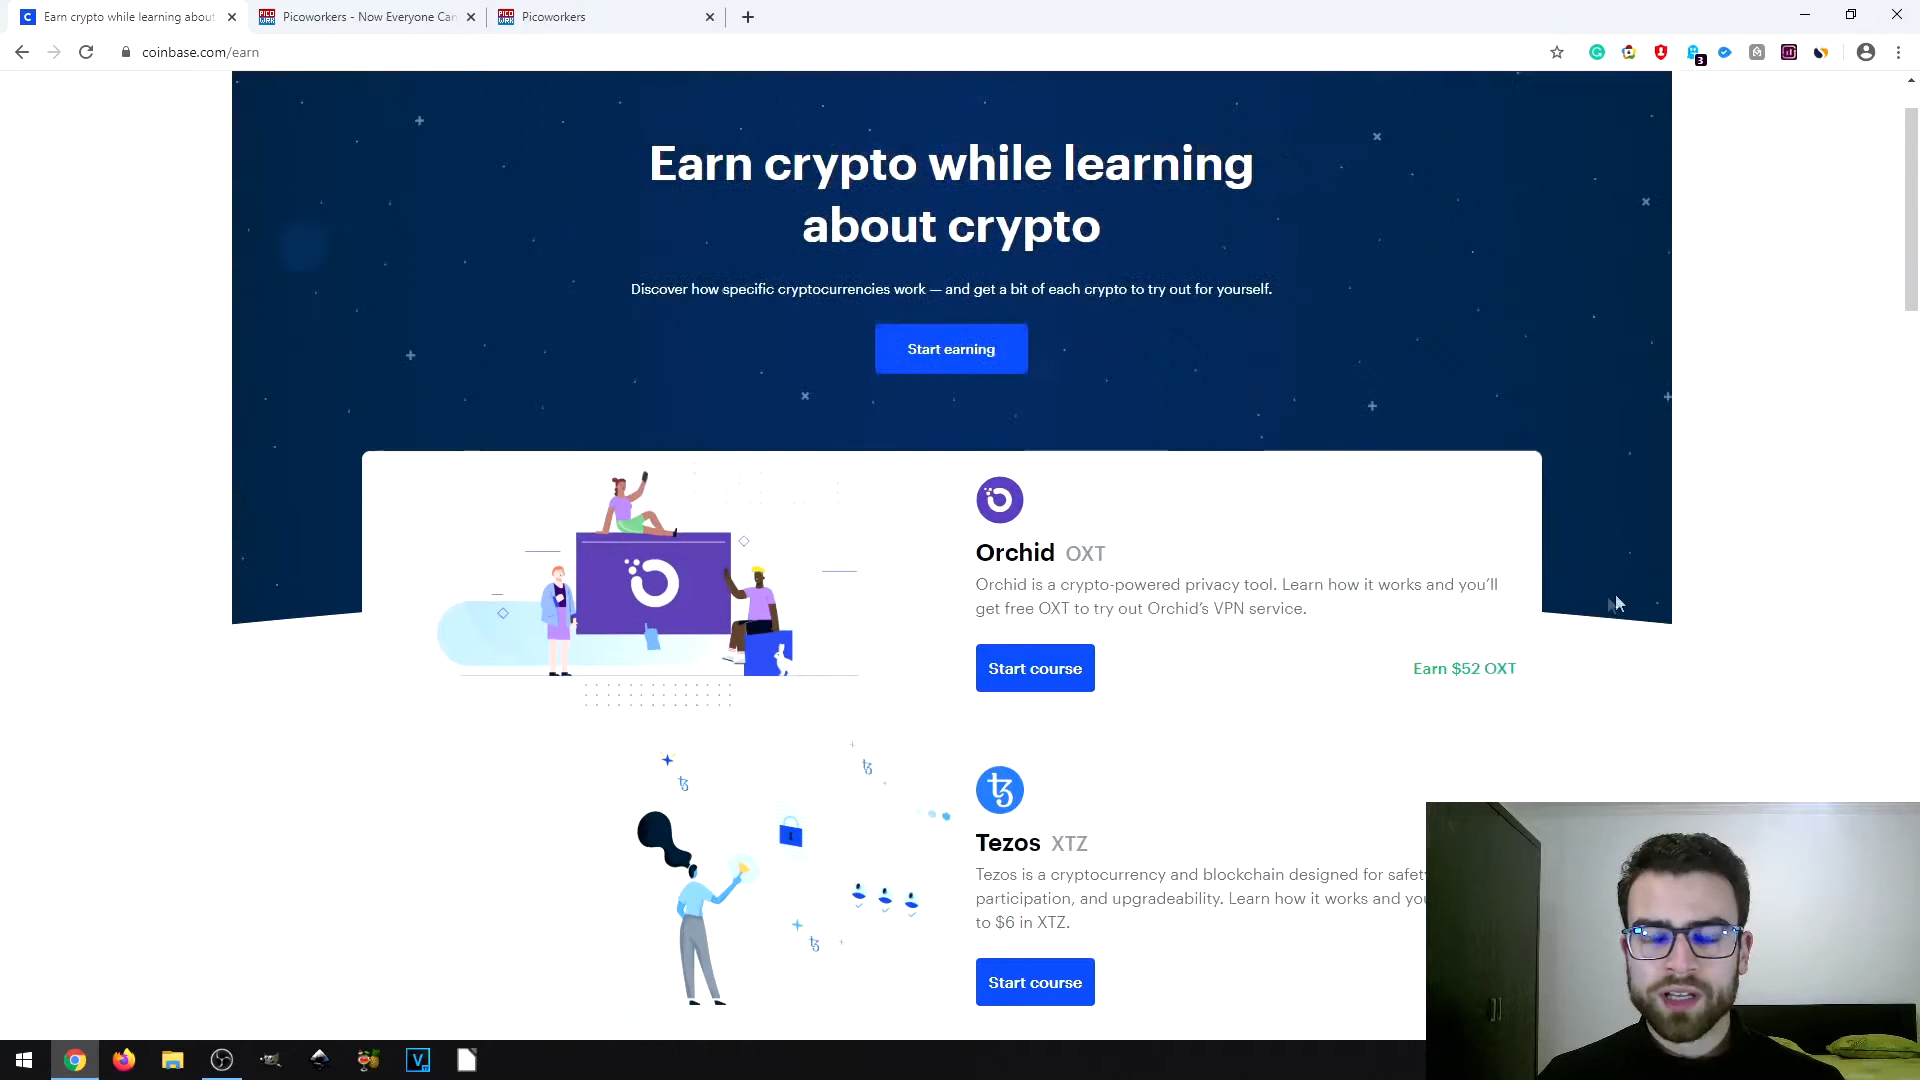 Earn crypto while learning about
Picoworkers - Now Everyone Can
Picoworkers
coinbase.com/earn
3
Earn crypto while learning
about crypto
Discover how specific cryptocurrencies work — and get a bit of each crypto to try out for yourself.
Start earning
Orchid OXT
Orchid is a crypto-powered privacy tool. Learn how it works and you’ll
get free OXT to try out Orchid’s VPN service.
Start course
Earn $52 OXT
Tezos XTZ
Tezos is a cryptocurrency and blockchain designed for safety
participation, and upgradeability. Learn how it works and you
to $6 in XTZ.
Start course